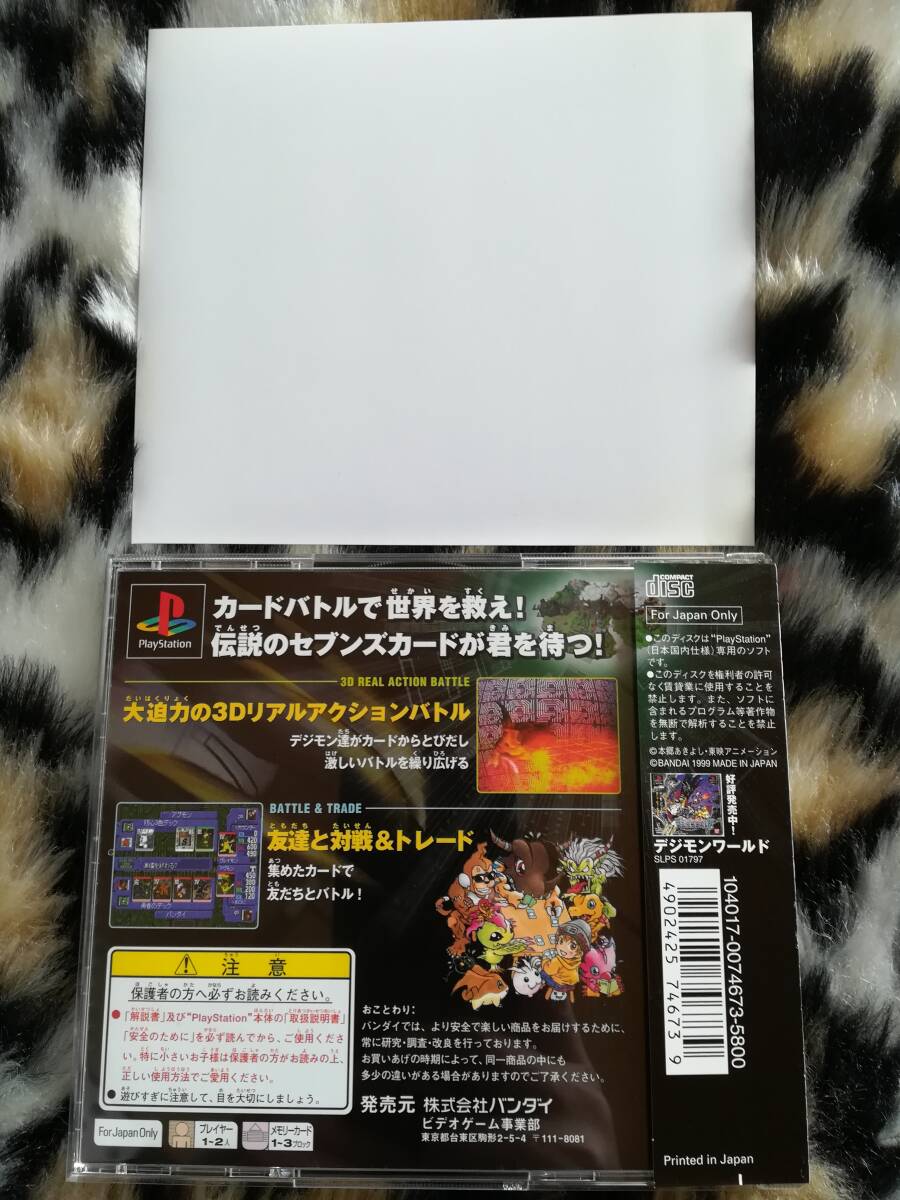 PlayStation
カードバトルで世界を救え!
伝説のセブンズカードが君を待つ!
3D REAL ACTION BATTLE
大迫力の3Dリアルアクションバトル
デジモン達がカードからとびだし
激しいバトルを繰り広げる
BATTLE & TRADE
友達と対戦&トレード
集めたカードで
友だちとバトル!
アグモン
バンダイ
注意
保護者の方へ必ずお読みください。
●「解説書」及び"PlayStation"本体の「取扱説明書」
「安全のために」を必ず読んでから、ご使用くださ
い。特に小さいお子様は保護者の方がお読みの上、
正しい使用方法でご愛用ください。
●遊びすぎに注意して、目を大切にしましょう。
For Japan Only
プレイヤー
1~2人
メモリーカード
1~3ブロック
おことわり:
バンダイでは、より安全で楽しい商品をお届けするために、
常に研究・調査・改良を行っております。
お買いあげの時期によって、同一商品の中にも
多少の違いがある場合がありますのでご了承ください。
発売元 株式会社バンダイ
ビデオゲーム事業部
東京都台東区駒形2-5-4 〒111-8081
COMPACT
disc
For Japan Only
●このディスクは"PlayStation"
(日本国内仕様)専用のソフト
です。
●このディスクを権利者の許可
なく賃貸業に使用することを
禁止します。また、ソフトに
含まれるプログラム等著作物
を無断で解析することを禁止
します。
©本郷あきよし・東映アニメーション
©BANDAI 1999 MADE IN JAPAN
好評発売中!
デジモンワールド
SLPS 01797
104017-0074673-5800
4902425 746739
Printed in Japan